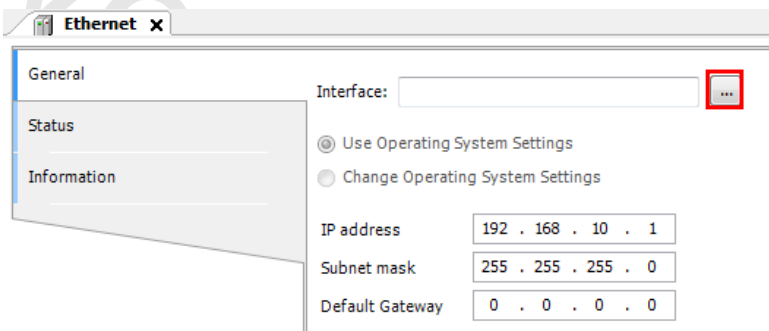 Ethernet x
General
Interface: ...
Status
Use Operating System Settings
Information
Change Operating System Settings
IP address 192 . 168 . 10 . 1
Subnet mask 255 . 255 . 255 . 0
Default Gateway 0 . 0 . 0 . 0